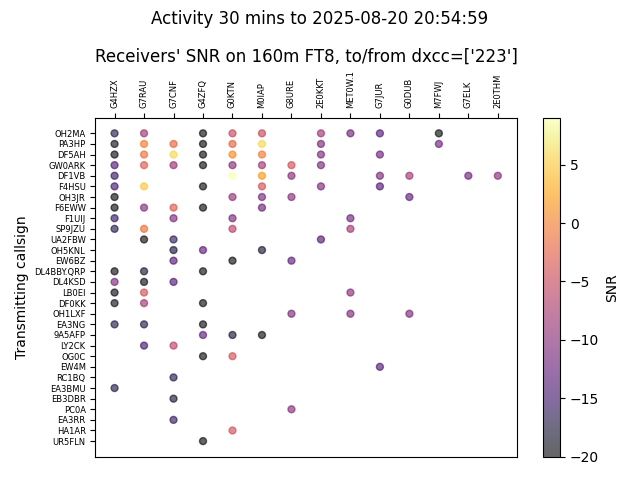 Activity 30 mins to 2025-08-20 20:54:59
Receivers' SNR on 160m FT8, to/from dxcc=['223']
G4HZX
G7RAU
G7CNF
G4ZFQ
G0KTN
M0IAP
G8URE
2E0KKT
MET0W.1
G7JUR
G0DUB
M7FWJ
G7ELK
2E0THM
OH2MA
PA3HP
DF5AH
GW0ARK
DF1VB
F4HSU
OH3JR
F6EWW
F1UIJ
SP9JZU
UA2FBW
OH5KNL
EW6BZ
DL4BBY.QRP
DL4KSD
LB0EI
DF0KK
OH1LXF
EA3NG
9A5AFP
LY2CK
OG0C
EW4M
RC1BQ
EA3BMU
EB3DBR
PC0A
EA3RR
HA1AR
UR5FLN
Transmitting callsign
5
0
−5
−10
−15
−20
SNR